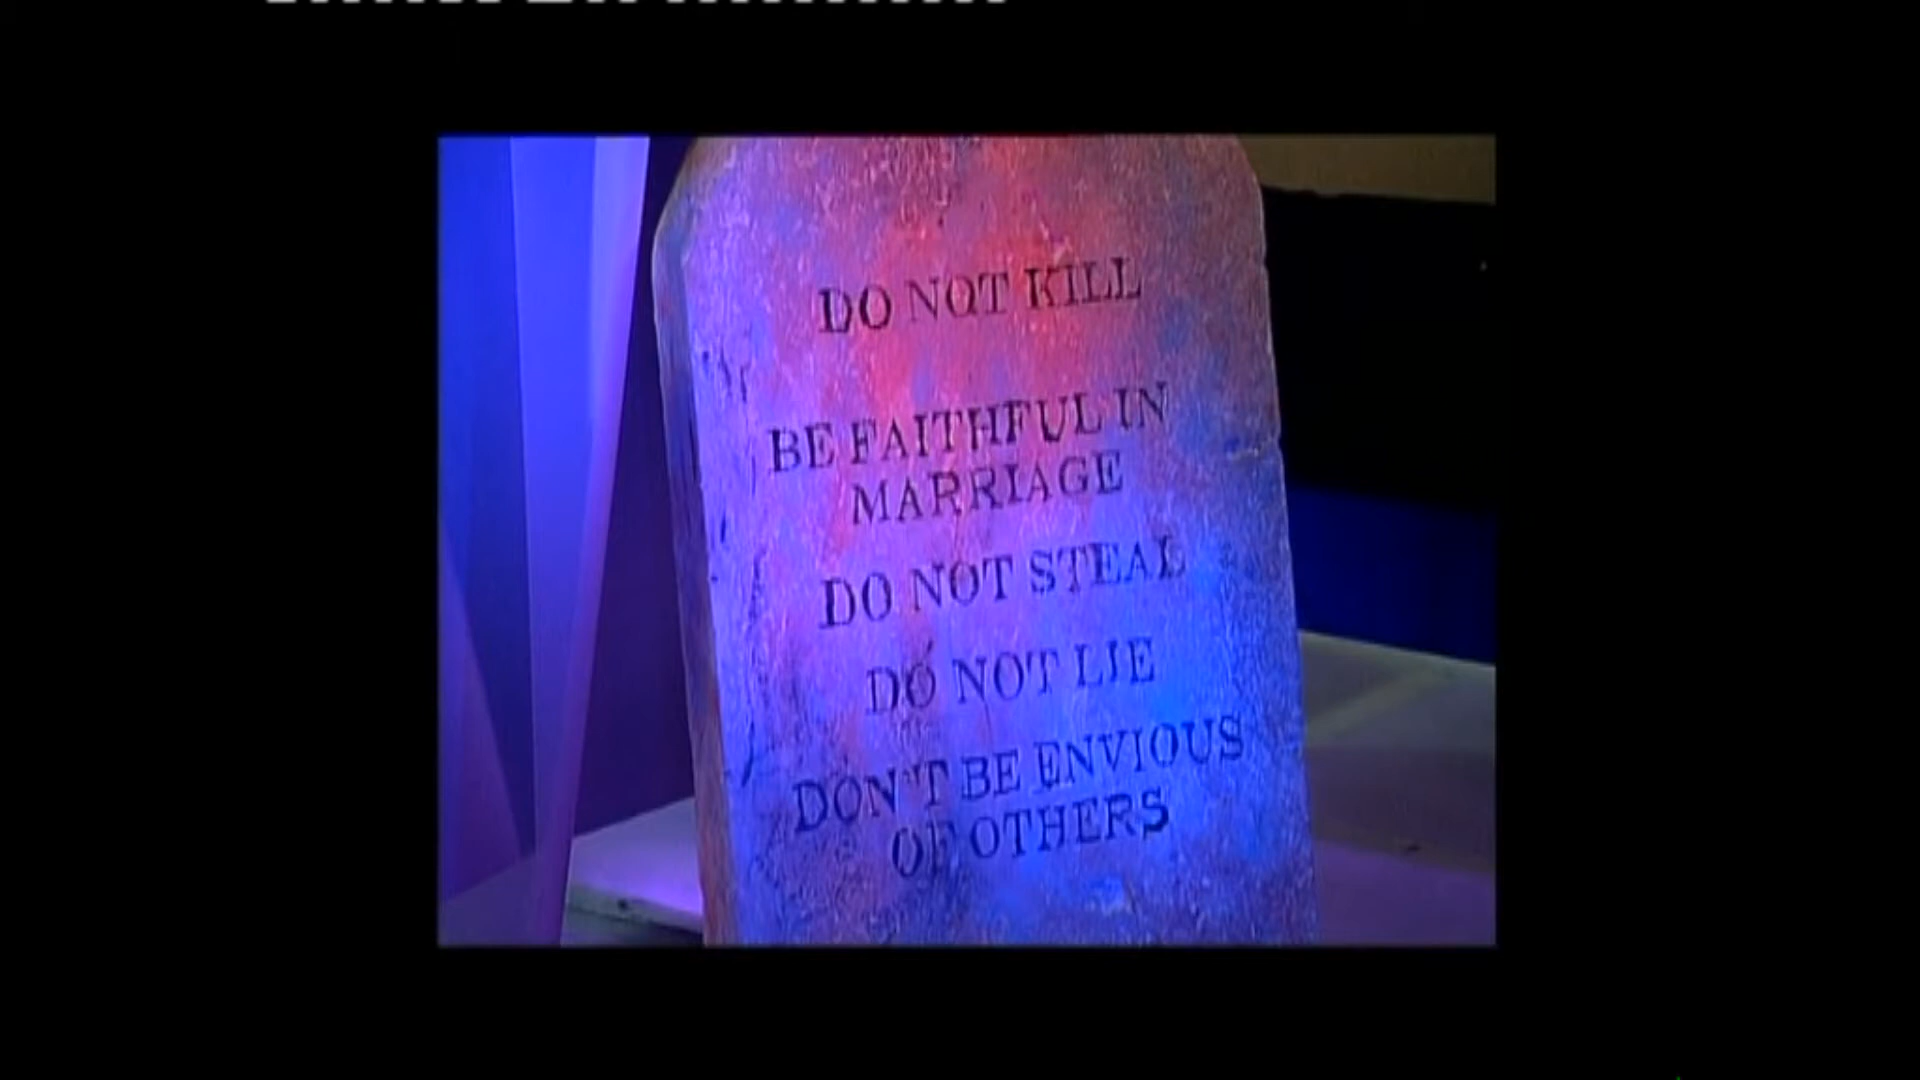 DO NOT KILL
BE FAITHFUL IN
MARRIAGE
DO NOT STEAL
DO NOT LIE
DON'T BE ENVIOUS
OF OTHERS